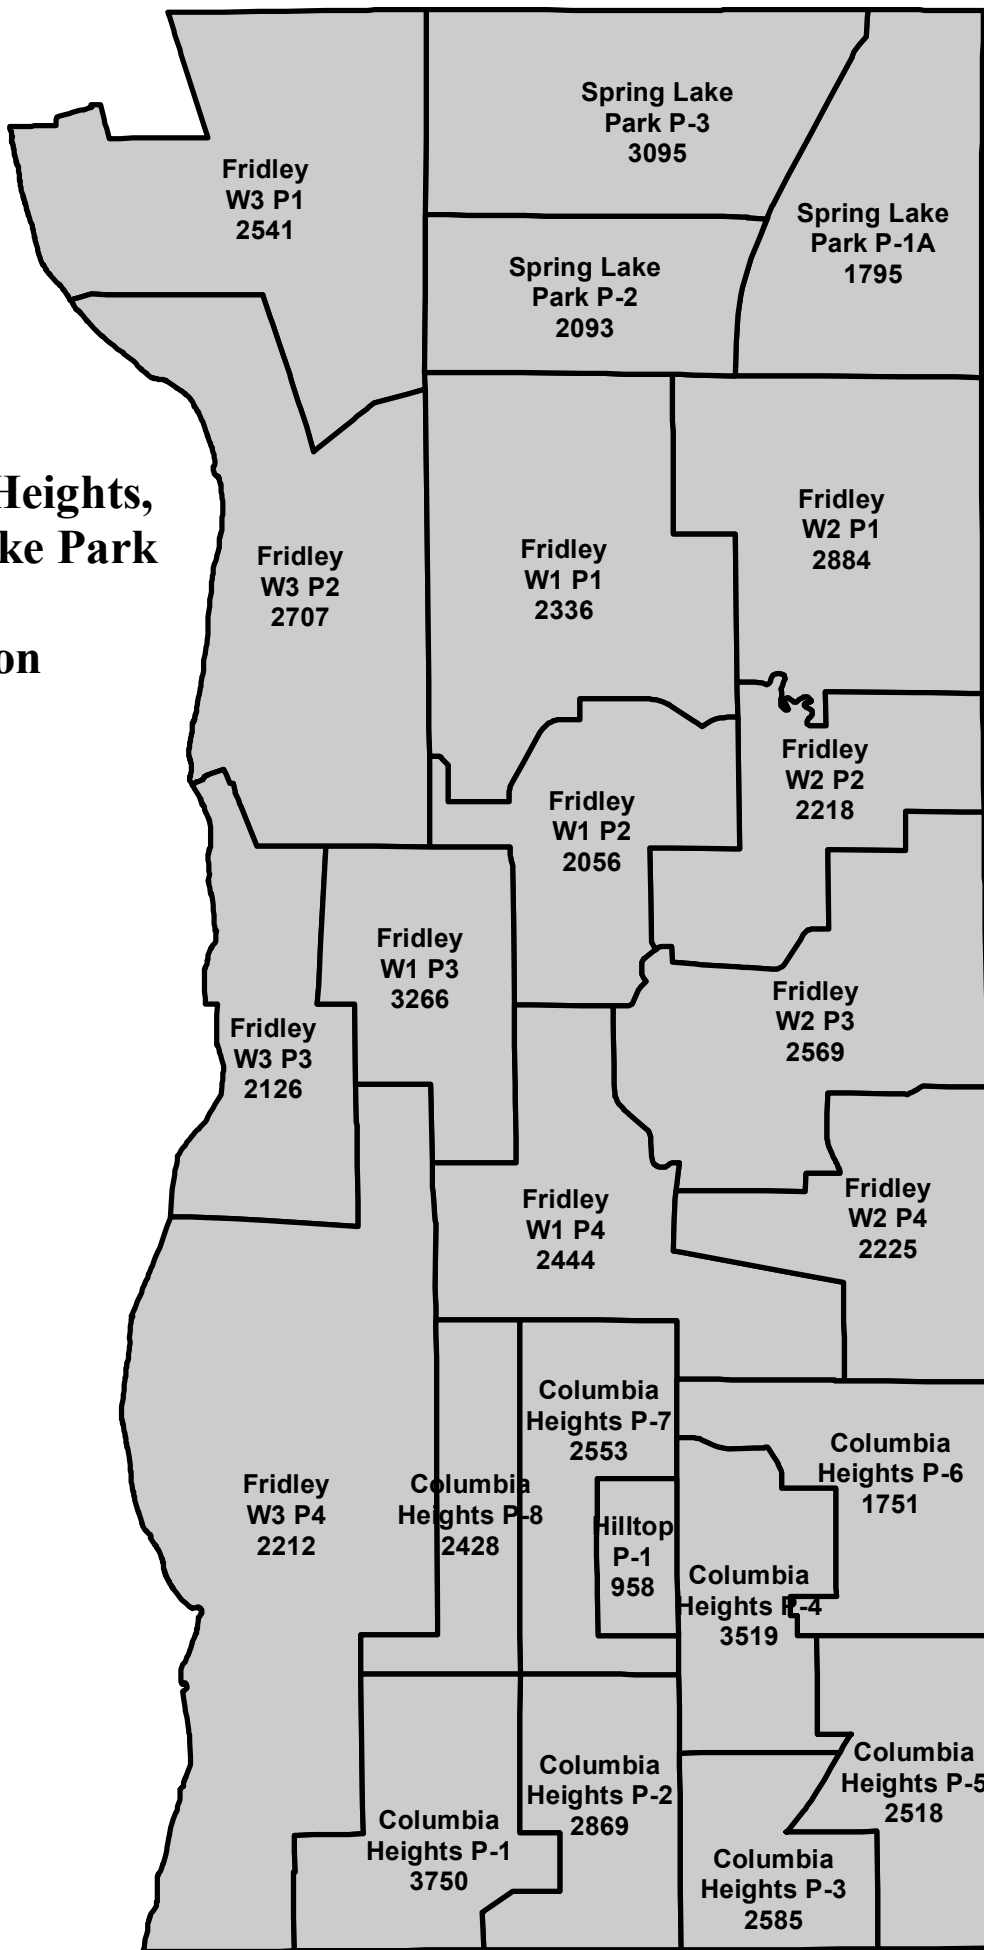 Spring Lake
Park P-3
3095
Fridley
W3 P1
2541
Spring Lake
Park P-1A
1795
Spring Lake
Park P-2
2093
Heights,
ke Park
on
Fridley
W2 P1
2884
Fridley
W1 P1
2336
Fridley
W3 P2
2707
Fridley
W2 P2
2218
Fridley
W1 P2
2056
Fridley
W1 P3
3266
Fridley
W2 P3
2569
Fridley
W3 P3
2126
Fridley
W2 P4
2225
Fridley
W1 P4
2444
Columbia
Heights P-7
2553
Columbia
Heights P-6
1751
Fridley
W3 P4
2212
Columbia
Heights P-8
2428
Hilltop
P-1
958
Columbia
Heights P-4
3519
Columbia
Heights P-5
2518
Columbia
Heights P-2
2869
Columbia
Heights P-1
3750
Columbia
Heights P-3
2585